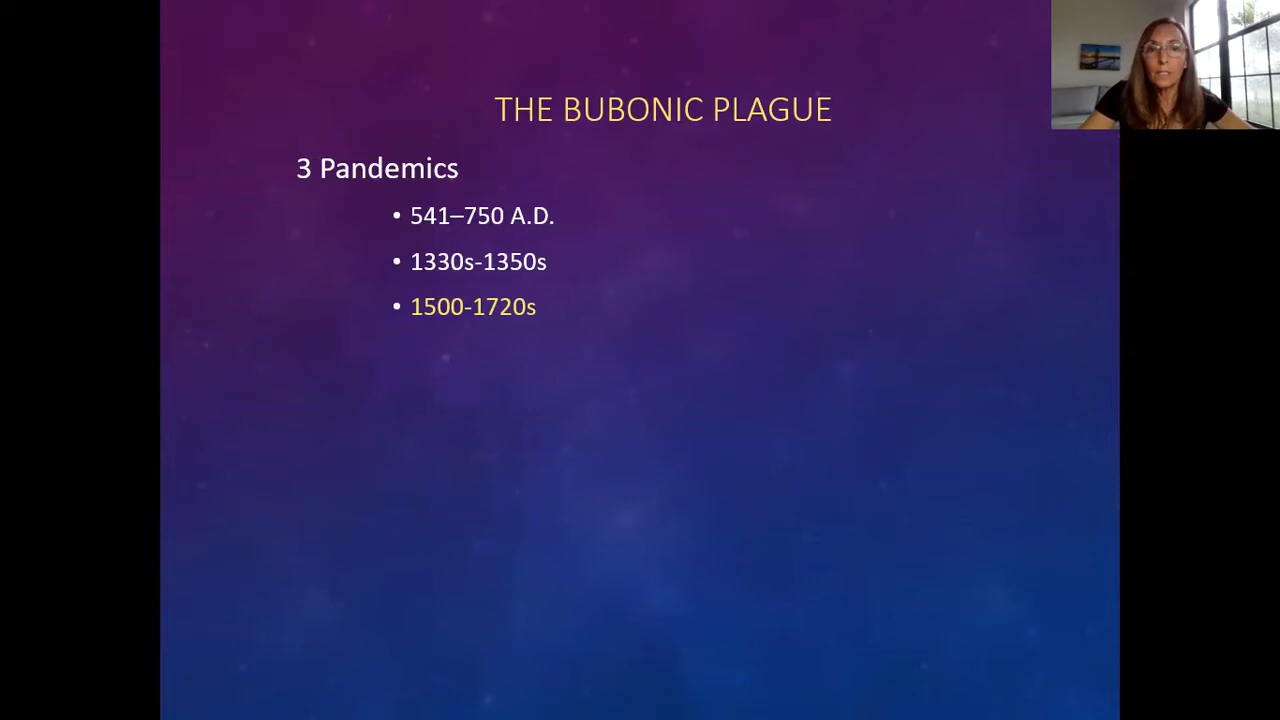 THE BUBONIC PLAGUE
3 Pandemics
• 541–750 A.D.
• 1330s-1350s
• 1500-1720s